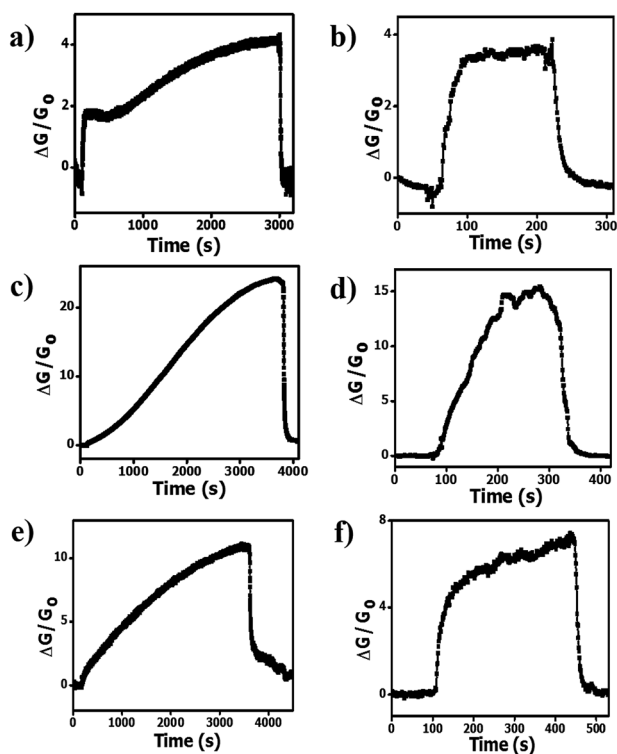 a)
ΔG/G₀
4
2
0
0 1000 2000 3000
Time (s)
b)
ΔG/G₀
4
2
0
0 100 200 300
Time (s)
c)
ΔG/G₀
20
10
0
0 1000 2000 3000 4000
Time (s)
d)
ΔG/G₀
15
10
5
0
0 100 200 300 400
Time (s)
e)
ΔG/G₀
10
5
0
0 1000 2000 3000 4000
Time (s)
f)
ΔG/G₀
8
4
0
0 100 200 300 400 500
Time (s)